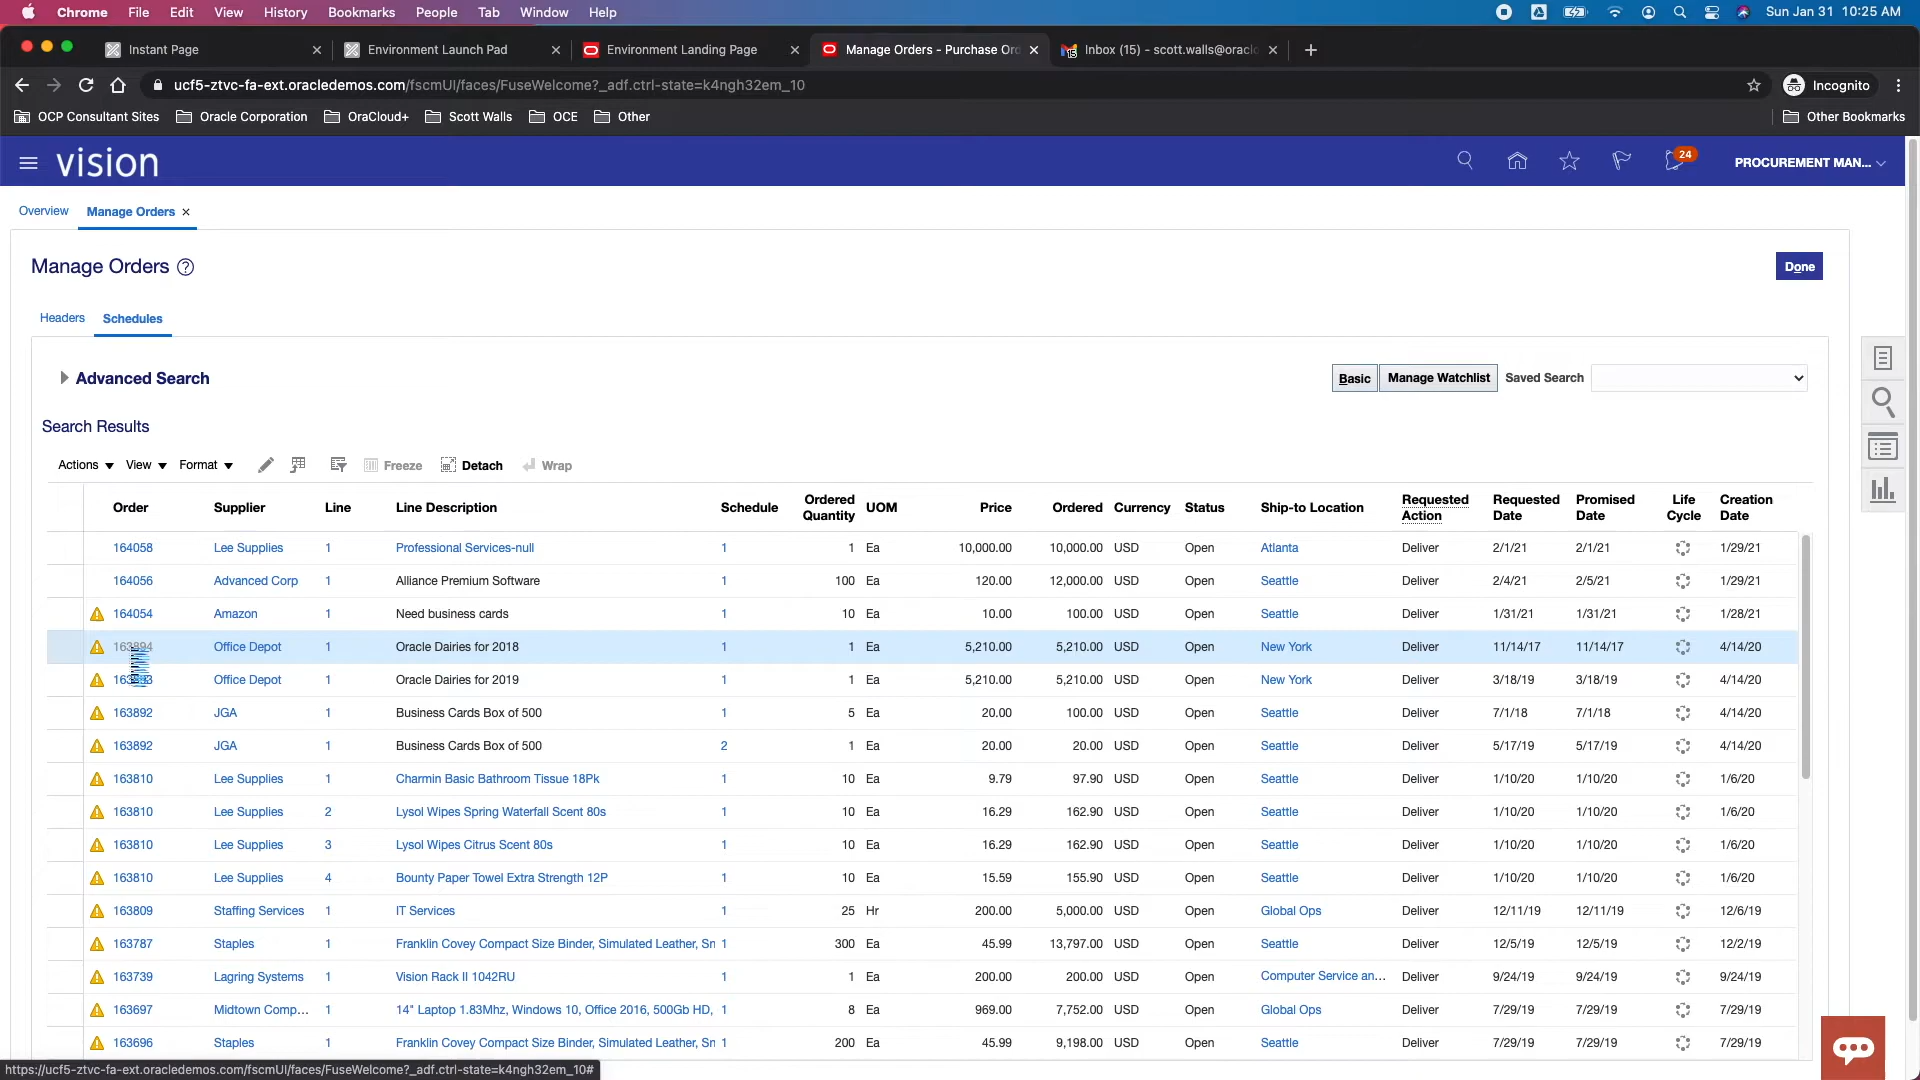 Chrome File Edit View History Bookmarks People Tab Window Help Sun Jan 31 10:25 AM
Instant Page Environment Launch Pad Environment Landing Page Manage Orders - Purchase Ord Inbox (15) - scott.walls@oracl
ucf5-ztvc-fa-ext.oracledemos.com/fscmUI/faces/FuseWelcome?_adf.ctrl-state=k4ngh32em_10 Incognito
OCP Consultant Sites Oracle Corporation OraCloud+ Scott Walls OCE Other Other Bookmarks
vision 24 PROCUREMENT MAN...
Overview Manage Orders
Manage Orders Done
Headers Schedules
Advanced Search Basic Manage Watchlist Saved Search
Search Results
Actions View Format Freeze Detach Wrap
Order Supplier Line Line Description Schedule Ordered Quantity UOM Price Ordered Currency Status Ship-to Location Requested Action Requested Date Promised Date Life Cycle Creation Date
164058 Lee Supplies 1 Professional Services-null 1 1 Ea 10,000.00 10,000.00 USD Open Atlanta Deliver 2/1/21 2/1/21 1/29/21
164056 Advanced Corp 1 Alliance Premium Software 1 100 Ea 120.00 12,000.00 USD Open Seattle Deliver 2/4/21 2/5/21 1/29/21
164054 Amazon 1 Need business cards 1 10 Ea 10.00 100.00 USD Open Seattle Deliver 1/31/21 1/31/21 1/28/21
163894 Office Depot 1 Oracle Dairies for 2018 1 1 Ea 5,210.00 5,210.00 USD Open New York Deliver 11/14/17 11/14/17 4/14/20
Office Depot 1 Oracle Dairies for 2019 1 1 Ea 5,210.00 5,210.00 USD Open New York Deliver 3/18/19 3/18/19 4/14/20
163892 JGA 1 Business Cards Box of 500 1 5 Ea 20.00 100.00 USD Open Seattle Deliver 7/1/18 7/1/18 4/14/20
163892 JGA 1 Business Cards Box of 500 2 1 Ea 20.00 20.00 USD Open Seattle Deliver 5/17/19 5/17/19 4/14/20
163810 Lee Supplies 1 Charmin Basic Bathroom Tissue 18Pk 1 10 Ea 9.79 97.90 USD Open Seattle Deliver 1/10/20 1/10/20 1/6/20
163810 Lee Supplies 2 Lysol Wipes Spring Waterfall Scent 80s 1 10 Ea 16.29 162.90 USD Open Seattle Deliver 1/10/20 1/10/20 1/6/20
163810 Lee Supplies 3 Lysol Wipes Citrus Scent 80s 1 10 Ea 16.29 162.90 USD Open Seattle Deliver 1/10/20 1/10/20 1/6/20
163810 Lee Supplies 4 Bounty Paper Towel Extra Strength 12P 1 10 Ea 15.59 155.90 USD Open Seattle Deliver 1/10/20 1/10/20 1/6/20
163809 Staffing Services 1 IT Services 1 25 Hr 200.00 5,000.00 USD Open Global Ops Deliver 12/11/19 12/11/19 12/6/19
163787 Staples 1 Franklin Covey Compact Size Binder, Simulated Leather, Sn 1 300 Ea 45.99 13,797.00 USD Open Seattle Deliver 12/5/19 12/5/19 12/2/19
163739 Lagring Systems 1 Vision Rack II 1042RU 1 1 Ea 200.00 200.00 USD Open Computer Service an... Deliver 9/24/19 9/24/19 9/24/19
163697 Midtown Comp... 1 14" Laptop 1.83Mhz, Windows 10, Office 2016, 500Gb HD, 1 8 Ea 969.00 7,752.00 USD Open Global Ops Deliver 7/29/19 7/29/19 7/29/19
163696 Staples 1 Franklin Covey Compact Size Binder, Simulated Leather, Sn 1 200 Ea 45.99 9,198.00 USD Open Seattle Deliver 7/29/19 7/29/19 7/29/19
https://ucf5-ztvc-fa-ext.oracledemos.com/fscmUI/faces/FuseWelcome?_adf.ctrl-state=k4ngh32em_10#